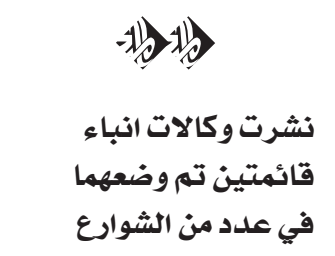 نشرت وكالات انباء
قائمتين تم وضعهما
في عدد من الشوارع